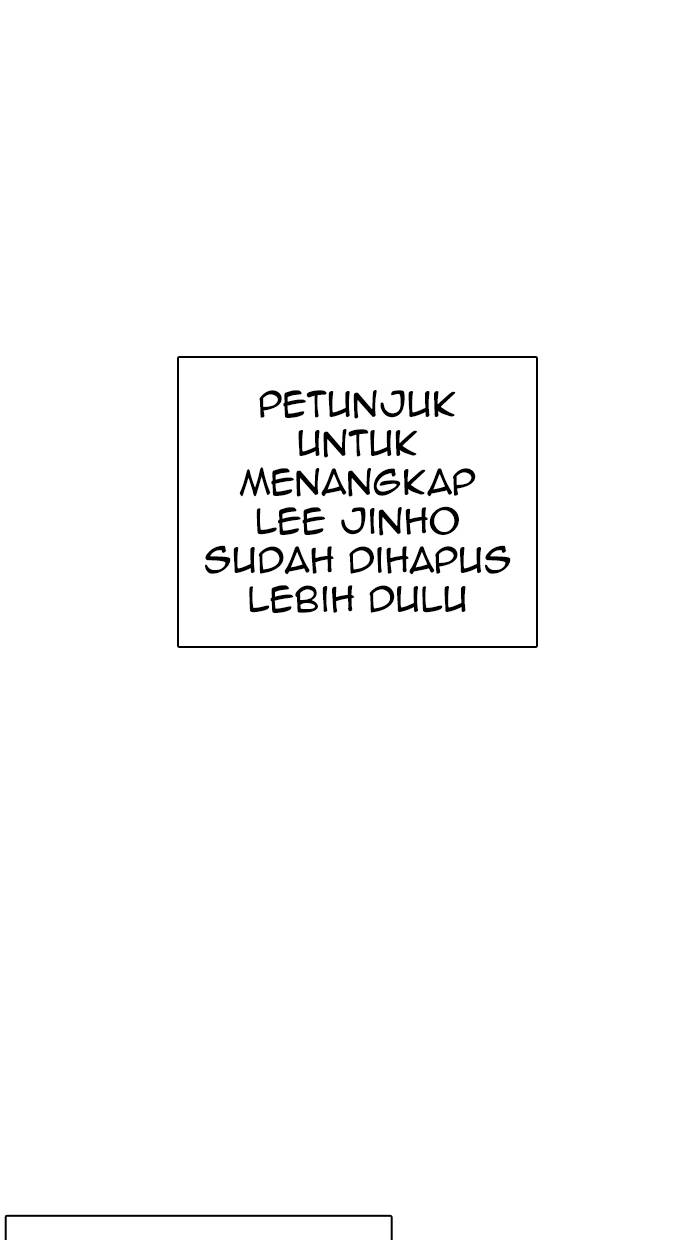 PETUNJUK
UNTUK
MENANGKAP
LEE JINHO
SUDAH DIHAPUS
LEBIH DULU